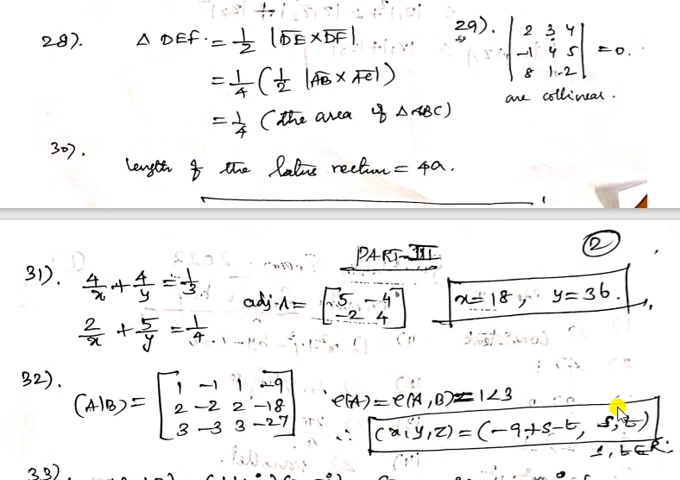 28). Δ DEF. = 1/2 |DE × DF|
= 1/4 ( 1/2 |AB × AC| )
= 1/4 (the area of Δ ABC)
29). | 2 3 4 |
| -1 4 5 | = 0.
| 8 1 -2 |
are collinear.
30). Length of the latus rectum = 4a.
PART-III
2
31). 4/x + 4/y = 1/3
2/x + 5/y = 1/4
adj·A = [ 5 -4 ]
[ -2 4 ]
x = 18, y = 36.
32). (A|B) = [ 1 -1 1 -9 ]
[ 2 -2 2 -18 ]
[ 3 -3 3 -27 ]
ρ(A) = ρ(A, B) = 1 < 3
∴ (x, y, z) = (-9+s-t, s, t)
s, t ∈ R.
33)